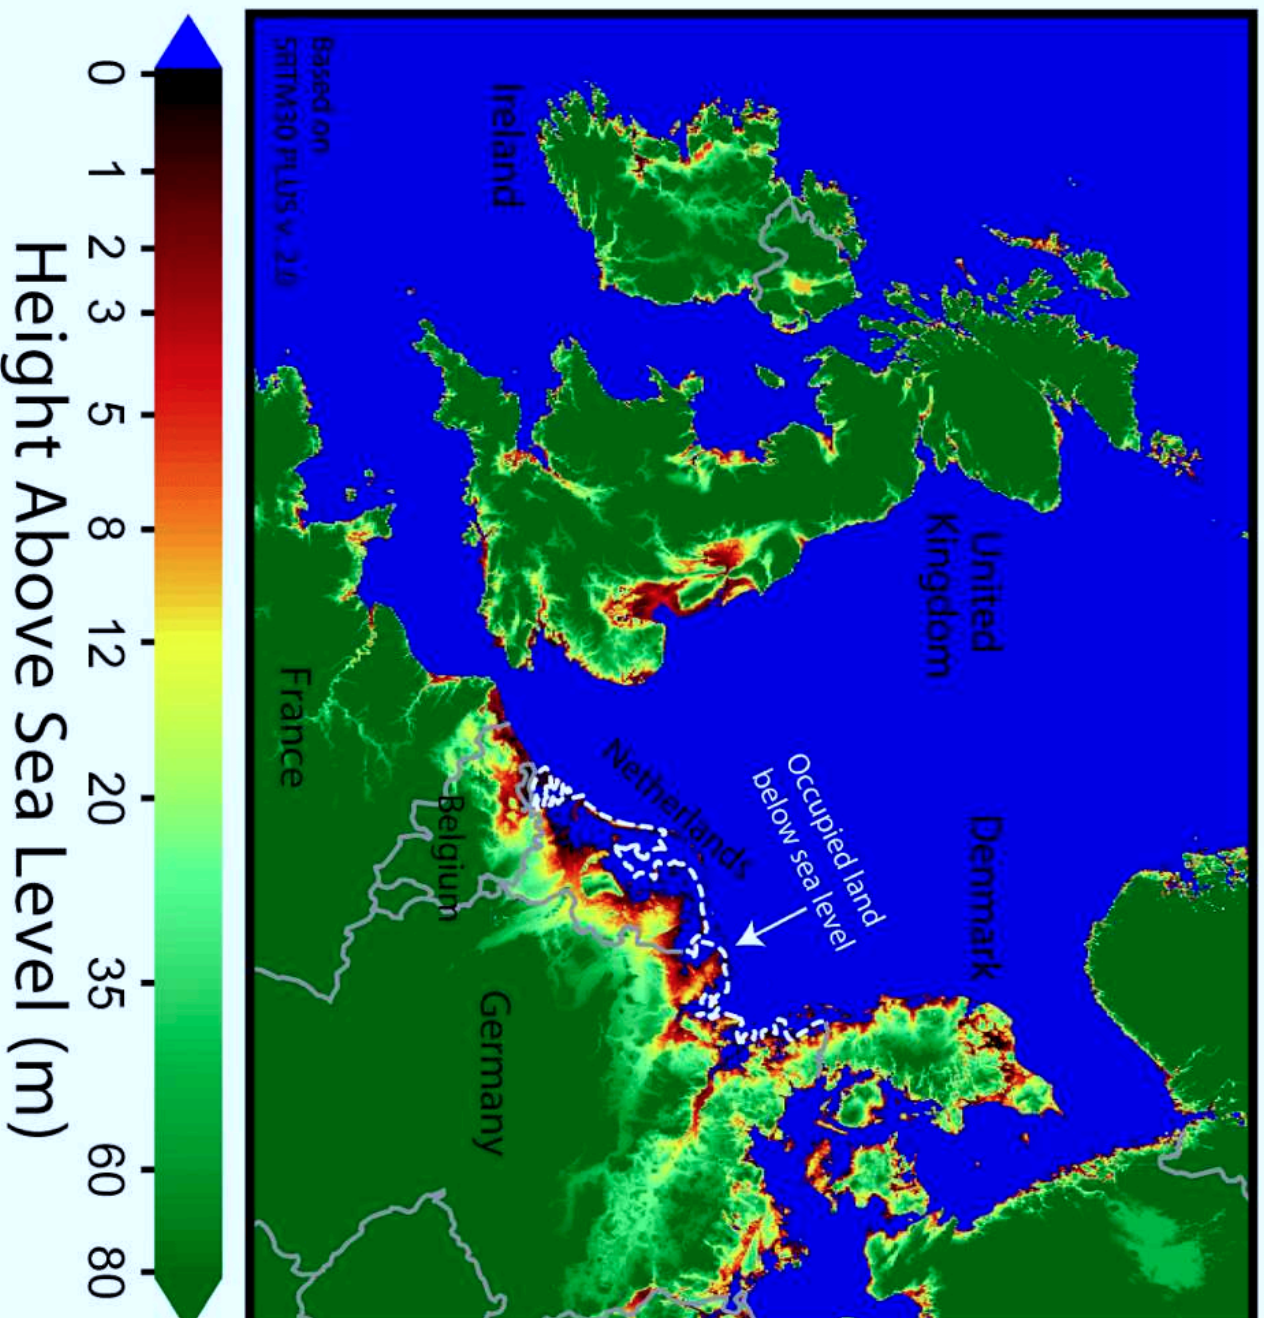 Ireland
United
Kingdom
Denmark
Occupied land
below sea level
Netherlands
Belgium
Germany
France
Based on
SRTM30 PLUS v. 2.0
0
1
2
3
5
8
12
20
35
60
80
Height Above Sea Level (m)